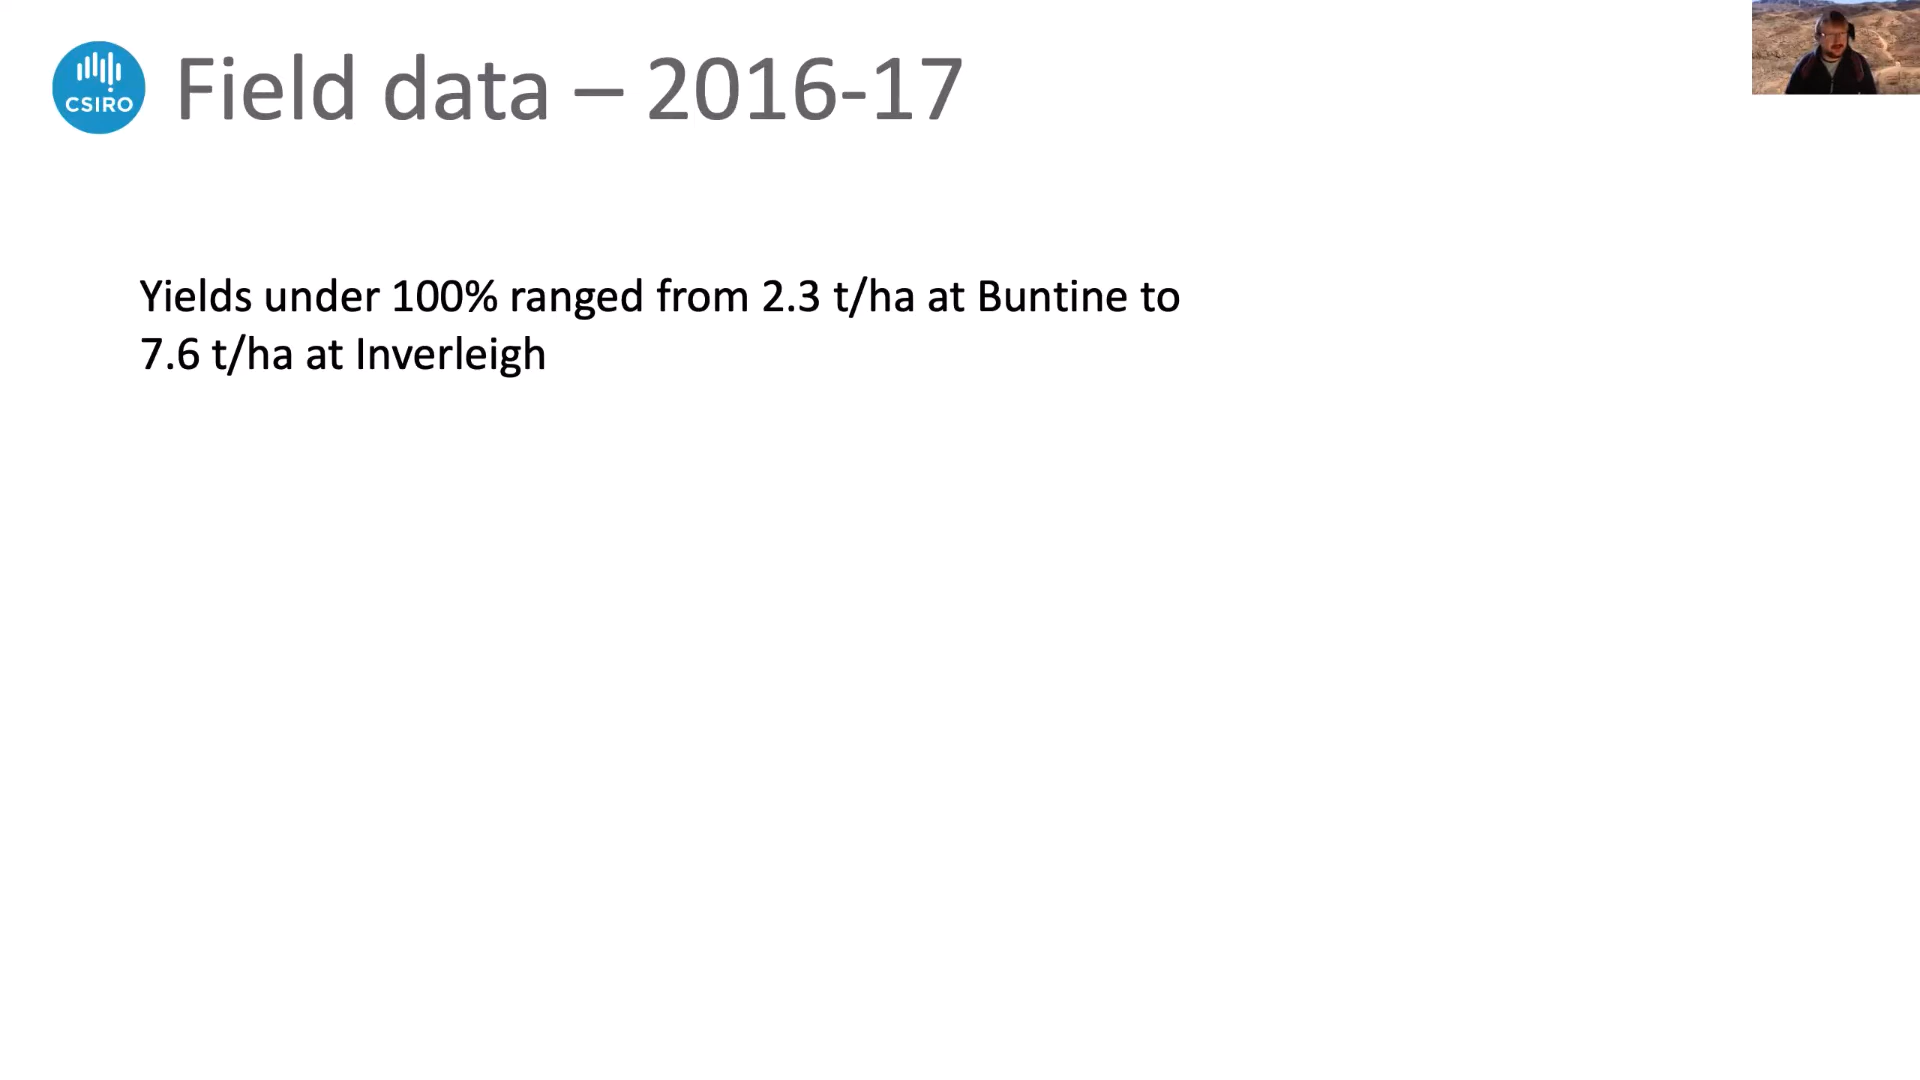 CSIRO
Field data – 2016-17
Yields under 100% ranged from 2.3 t/ha at Buntine to
7.6 t/ha at Inverleigh